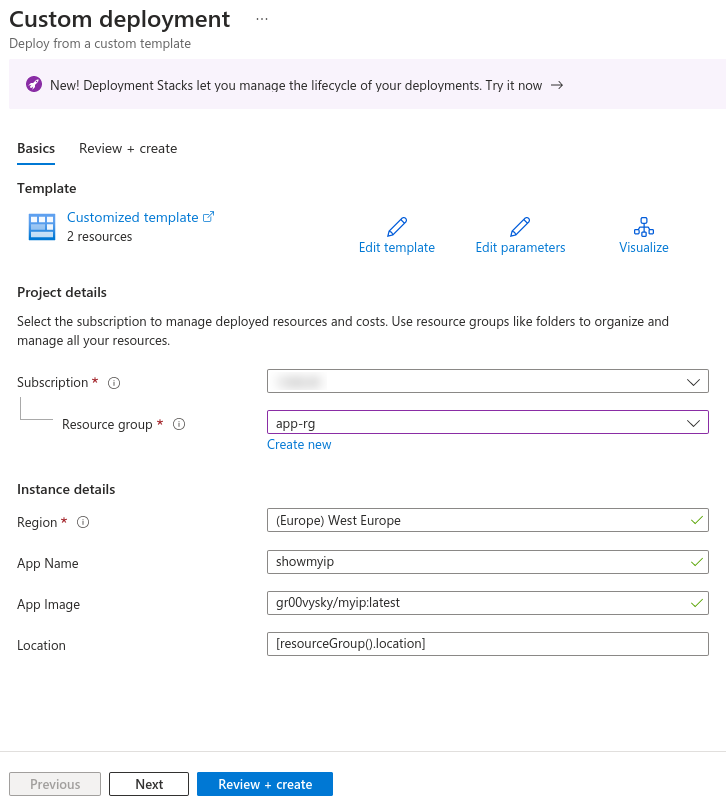 Custom deployment ...
Deploy from a custom template
New! Deployment Stacks let you manage the lifecycle of your deployments. Try it now →
Basics Review + create
Template
Customized template
2 resources
Edit template Edit parameters Visualize
Project details
Select the subscription to manage deployed resources and costs. Use resource groups like folders to organize and
manage all your resources.
Subscription *
Resource group * app-rg
Create new
Instance details
Region * (Europe) West Europe
App Name showmyip
App Image gr00vysky/myip:latest
Location [resourceGroup().location]
Previous Next Review + create